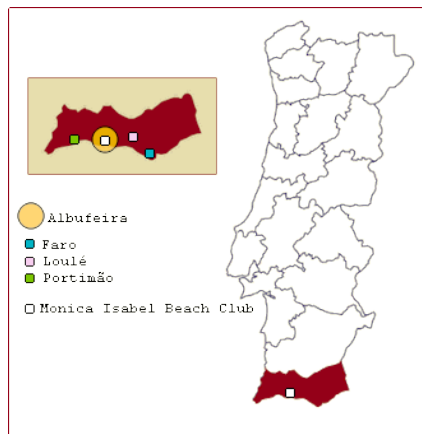 Albufeira
Faro
Loulé
Portimão
Monica Isabel Beach Club